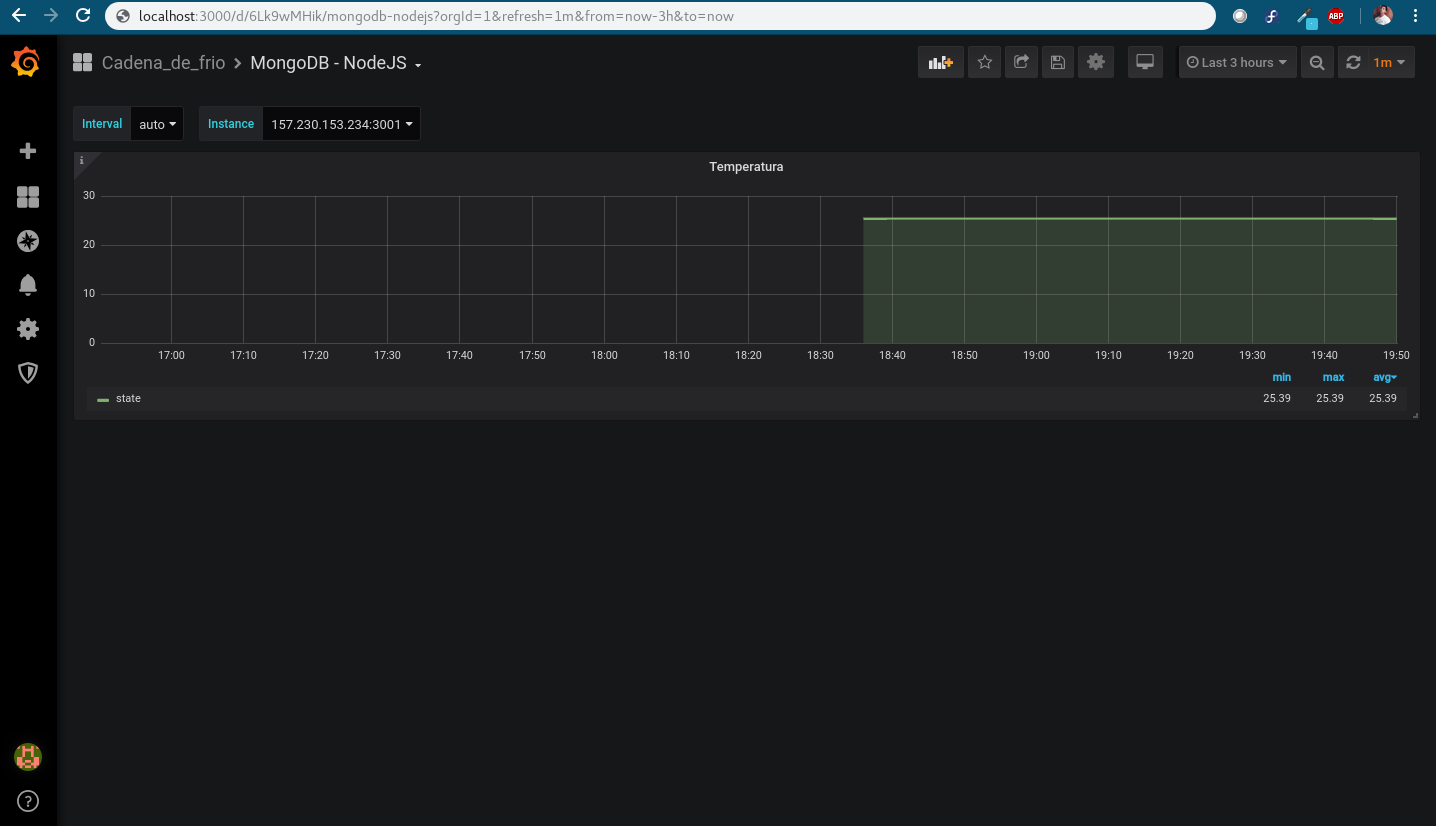 localhost:3000/d/6Lk9wMHik/mongodb-nodejs?orgId=1&refresh=1m&from=now-3h&to=now
ABP
Cadena_de_frio > MongoDB - NodeJS
Last 3 hours
1m
Interval auto Instance 157.230.153.234:3001
i
Temperatura
30
20
10
0
17:00 17:10 17:20 17:30 17:40 17:50 18:00 18:10 18:20 18:30 18:40 18:50 19:00 19:10 19:20 19:30 19:40 19:50
min max avg
state 25.39 25.39 25.39
?